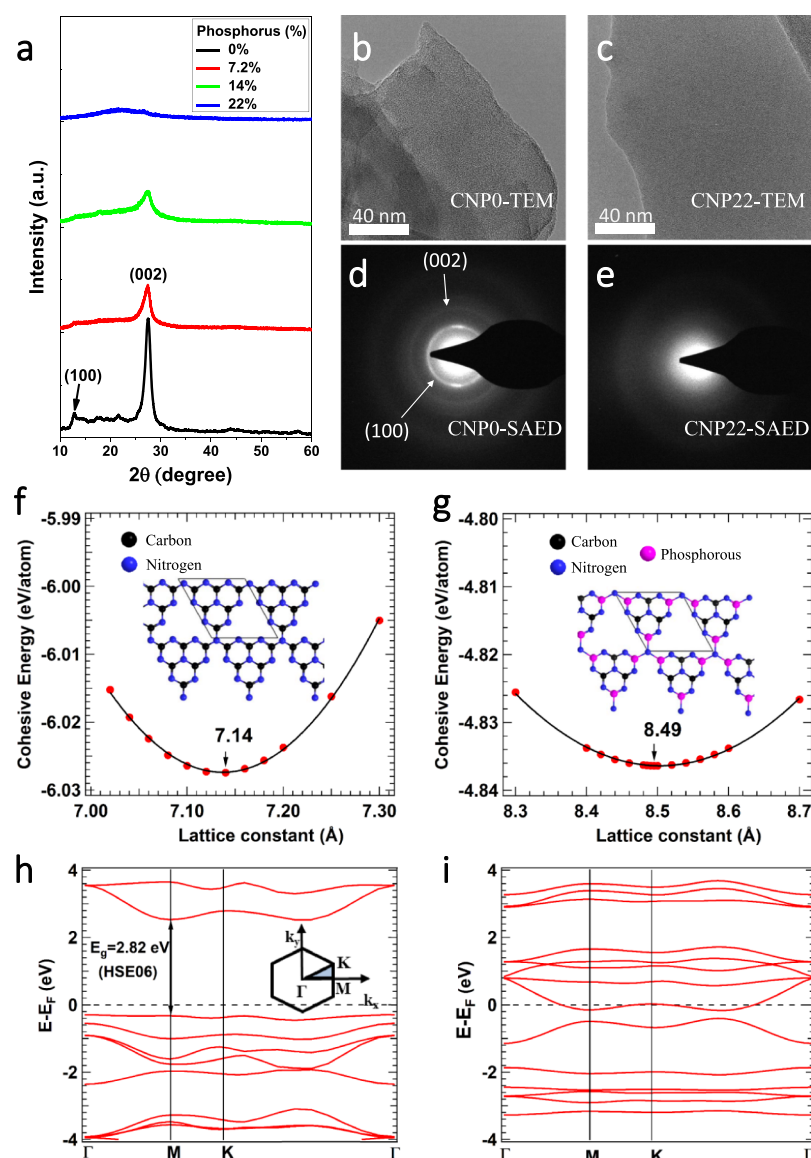 a
Phosphorus (%)
0%
7.2%
14%
22%
Intensity (a.u.)
(002)
(100)
10 20 30 40 50 60
2θ (degree)
b
40 nm
CNP0-TEM
c
40 nm
CNP22-TEM
d
(002)
(100)
CNP0-SAED
e
CNP22-SAED
f
Cohesive Energy (eV/atom)
-5.99
-6.00
-6.01
-6.02
-6.03
Carbon
Nitrogen
7.14
7.00 7.10 7.20 7.30
Lattice constant (Å)
g
Cohesive Energy (eV/atom)
-4.80
-4.81
-4.82
-4.83
-4.84
Carbon
Nitrogen
Phosphorous
8.49
8.3 8.4 8.5 8.6 8.7
Lattice constant (Å)
h
E-EF (eV)
4
2
0
-2
-4
Eg=2.82 eV
(HSE06)
ky
K
Γ
M
kx
Γ M K Γ
i
E-EF (eV)
4
2
0
-2
-4
Γ M K Γ